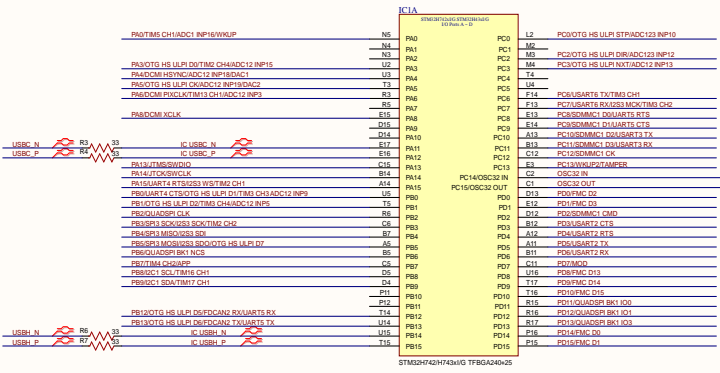 IC1A
STM32H742xI/G STM32H743xI/G
I/O Ports A - D
PA0/TIM5 CH1/ADC1 INP16/WKUP N5 PA0 PC0 L2 PC0/OTG HS ULPI STP/ADC123 INP10
N4 PA1 PC1 M2
N3 PA2 PC2 M3 PC2/OTG HS ULPI DIR/ADC123 INP12
PA3/OTG HS ULPI D0/TIM2 CH4/ADC12 INP15 U2 PA3 PC3 M4 PC3/OTG HS ULPI NXT/ADC12 INP13
PA4/DCMI HSYNC/ADC12 INP18/DAC1 U3 PA4 PC4 T4
PA5/OTG HS ULPI CK/ADC12 INP19/DAC2 T3 PA5 PC5 U4
PA6/DCMI PIXCLK/TIM13 CH1/ADC12 INP3 R3 PA6 PC6 F14 PC6/USART6 TX/TIM3 CH1
R5 PA7 PC7 F13 PC7/USART6 RX/I2S3 MCK/TIM3 CH2
PA8/DCMI XCLK E15 PA8 PC8 E13 PC8/SDMMC1 D0/UART5 RTS
D15 PA9 PC9 E14 PC9/SDMMC1 D1/UART5 CTS
D14 PA10 PC10 A13 PC10/SDMMC1 D2/USART3 TX
USBC_N R3 33 IC USBC_N E17 PA11 PC11 B13 PC11/SDMMC1 D3/USART3 RX
USBC_P R4 33 IC USBC_P E16 PA12 PC12 C12 PC12/SDMMC1 CK
PA13/JTMS/SWDIO C15 PA13 PC13 E3 PC13/WKUP2/TAMPER
PA14/JTCK/SWCLK B14 PA14 PC14/OSC32 IN C2 OSC32 IN
PA15/UART4 RTS/I2S3 WS/TIM2 CH1 A14 PA15 PC15/OSC32 OUT C1 OSC32 OUT
PB0/UART4 CTS/OTG HS ULPI D1/TIM3 CH3/ADC12 INP9 U5 PB0 PD0 D13 PD0/FMC D2
PB1/OTG HS ULPI D2/TIM3 CH4/ADC12 INP5 T5 PB1 PD1 E12 PD1/FMC D3
PB2/QUADSPI CLK R6 PB2 PD2 D12 PD2/SDMMC1 CMD
PB3/SPI3 SCK/I2S3 SCK/TIM2 CH2 C6 PB3 PD3 B12 PD3/USART2 CTS
PB4/SPI3 MISO/I2S3 SDI B7 PB4 PD4 A12 PD4/USART2 RTS
PB5/SPI3 MOSI/I2S3 SDO/OTG HS ULPI D7 A5 PB5 PD5 A11 PD5/USART2 TX
PB6/QUADSPI BK1 NCS B5 PB6 PD6 B11 PD6/USART2 RX
PB7/TIM4 CH2/APP C5 PB7 PD7 C11 PD7/MOD
PB8/I2C1 SCL/TIM16 CH1 D5 PB8 PD8 U16 PD8/FMC D13
PB9/I2C1 SDA/TIM17 CH1 D4 PB9 PD9 T17 PD9/FMC D14
P11 PB10 PD10 T16 PD10/FMC D15
P12 PB11 PD11 R15 PD11/QUADSPI BK1 IO0
PB12/OTG HS ULPI D5/FDCAN2 RX/UART5 RX T14 PB12 PD12 R16 PD12/QUADSPI BK1 IO1
PB13/OTG HS ULPI D6/FDCAN2 TX/UART5 TX U14 PB13 PD13 R17 PD13/QUADSPI BK1 IO3
USBH_N R6 33 IC USBH_N U15 PB14 PD14 P16 PD14/FMC D0
USBH_P R7 33 IC USBH_P T15 PB15 PD15 P15 PD15/FMC D1
STM32H742/H743xI/G TFBGA240+25